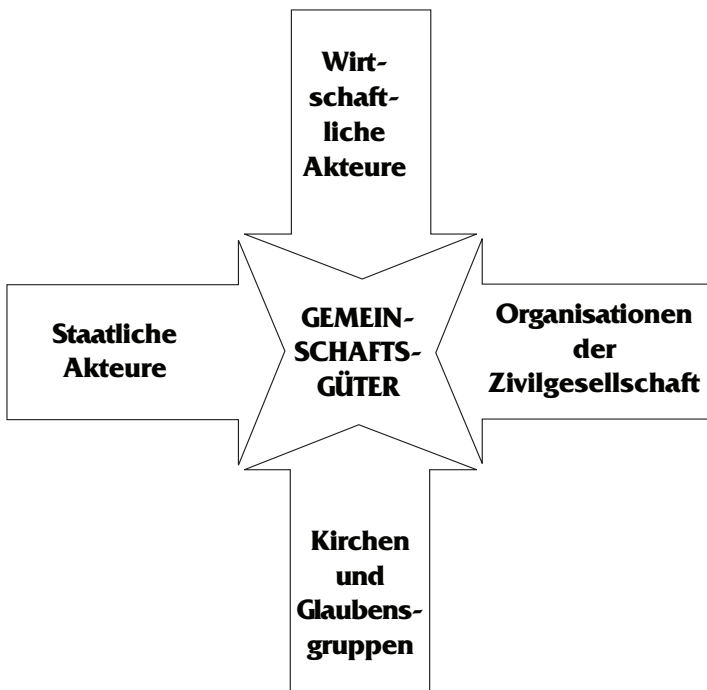 Wirt-
schaft-
liche
Akteure
Staatliche
Akteure
GEMEIN-
SCHAFTS-
GÜTER
Organisationen
der
Zivilgesellschaft
Kirchen
und
Glaubens-
gruppen